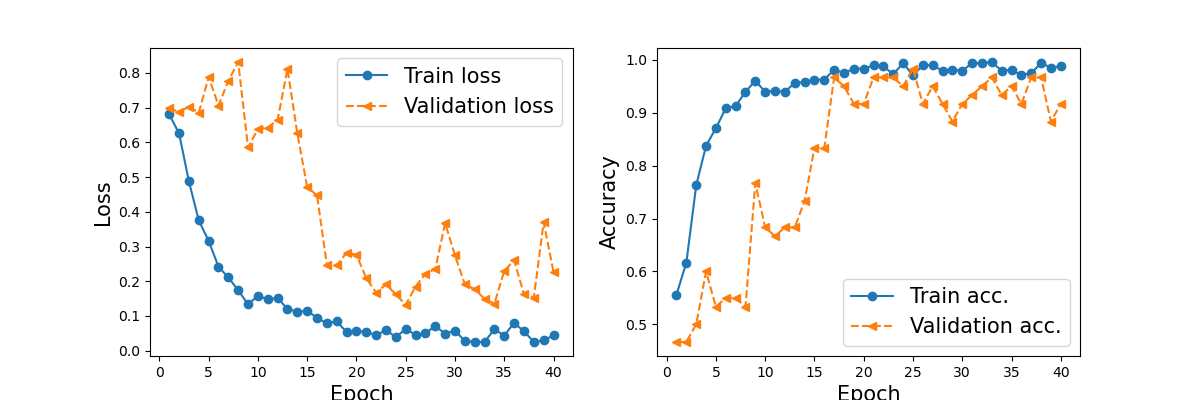 Train loss
Validation loss
Loss
0.8
0.7
0.6
0.5
0.4
0.3
0.2
0.1
0.0
0 5 10 15 20 25 30 35 40
Epoch
Accuracy
1.0
0.9
0.8
0.7
0.6
0.5
Train acc.
Validation acc.
0 5 10 15 20 25 30 35 40
Epoch